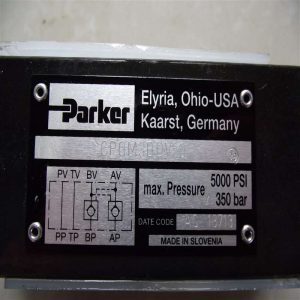 Parker
Elyria, Ohio-USA
Kaarst, Germany
PV TV BV AV
PP TP BP AP
max. Pressure 5000 PSI
350 bar
DATE CODE
MADE IN SLOVENIA